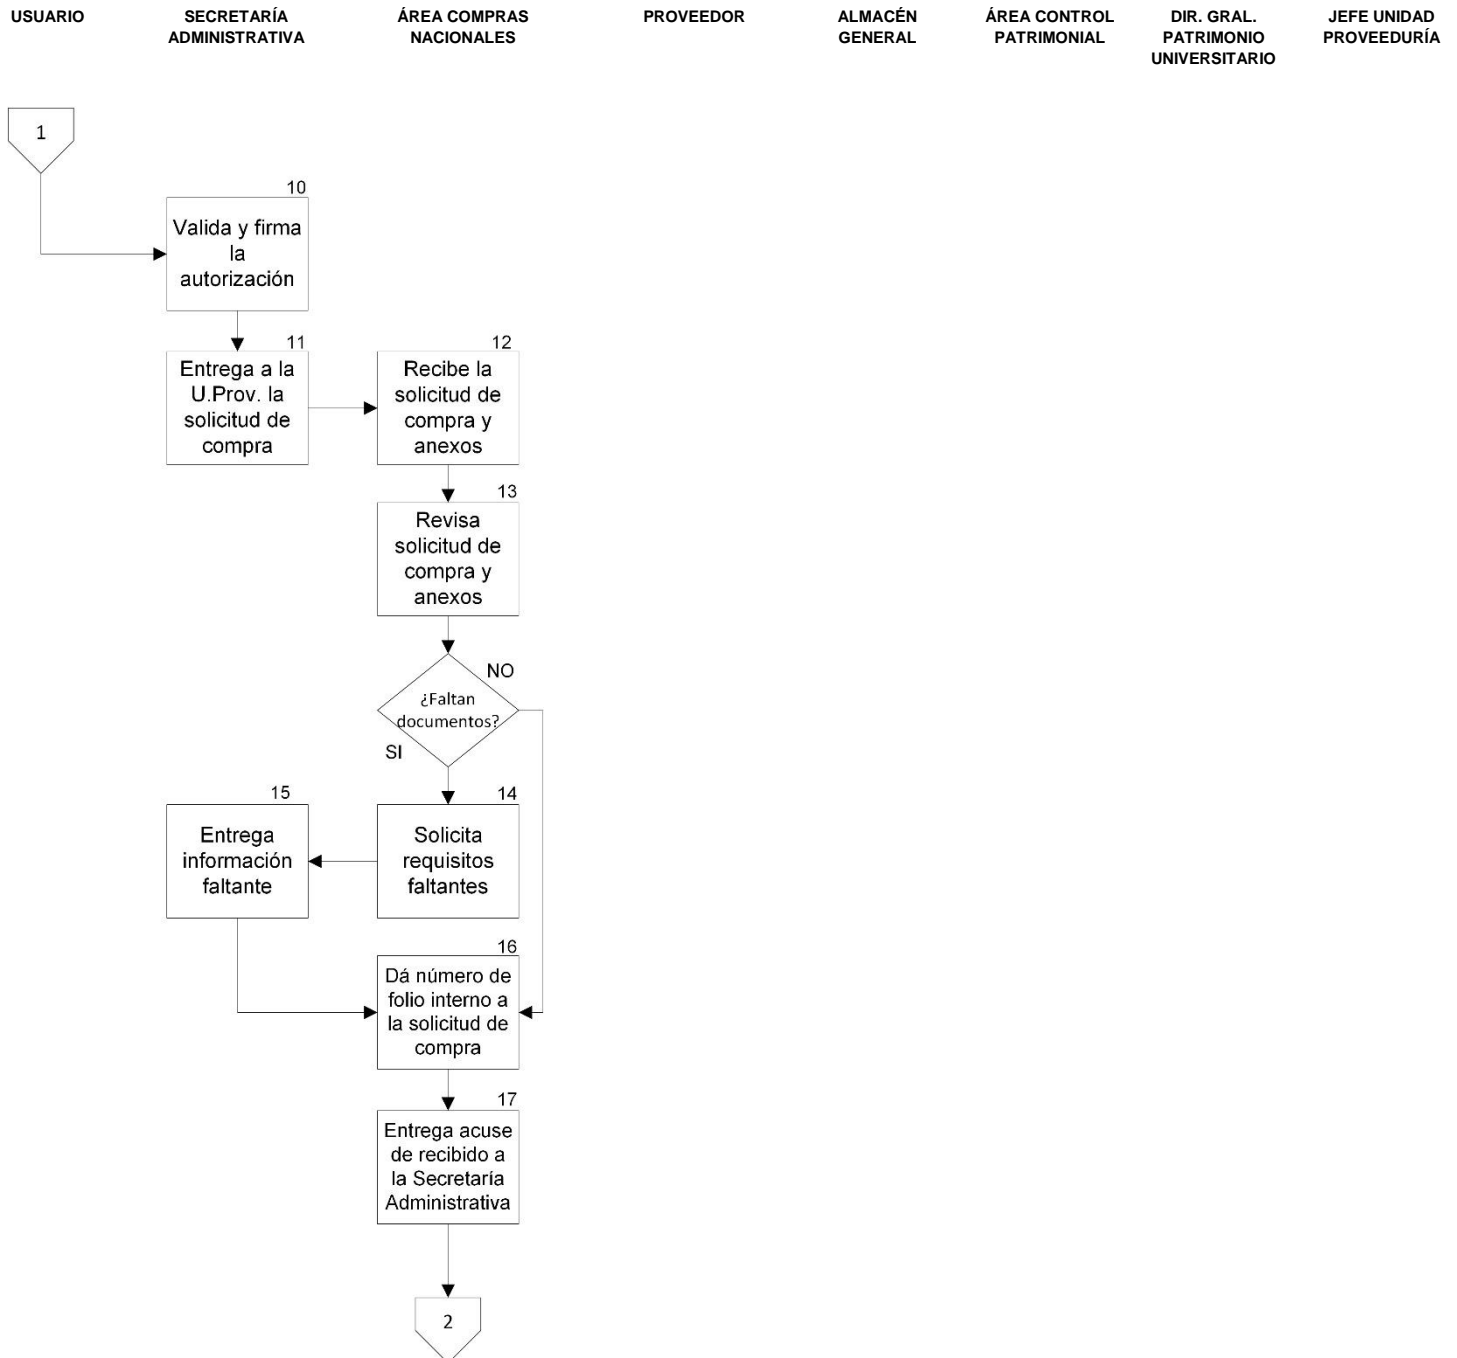 USUARIO
SECRETARÍA
ADMINISTRATIVA
ÁREA COMPRAS
NACIONALES
PROVEEDOR
ALMACÉN
GENERAL
ÁREA CONTROL
PATRIMONIAL
DIR. GRAL.
PATRIMONIO
UNIVERSITARIO
JEFE UNIDAD
PROVEEDURÍA
1
10
Valida y firma
la
autorización
11
Entrega a la
U.Prov. la
solicitud de
compra
12
Recibe la
solicitud de
compra y
anexos
13
Revisa
solicitud de
compra y
anexos
NO
¿Faltan
documentos?
SI
14
Solicita
requisitos
faltantes
15
Entrega
información
faltante
16
Dá número de
folio interno a
la solicitud de
compra
17
Entrega acuse
de recibido a
la Secretaría
Administrativa
2